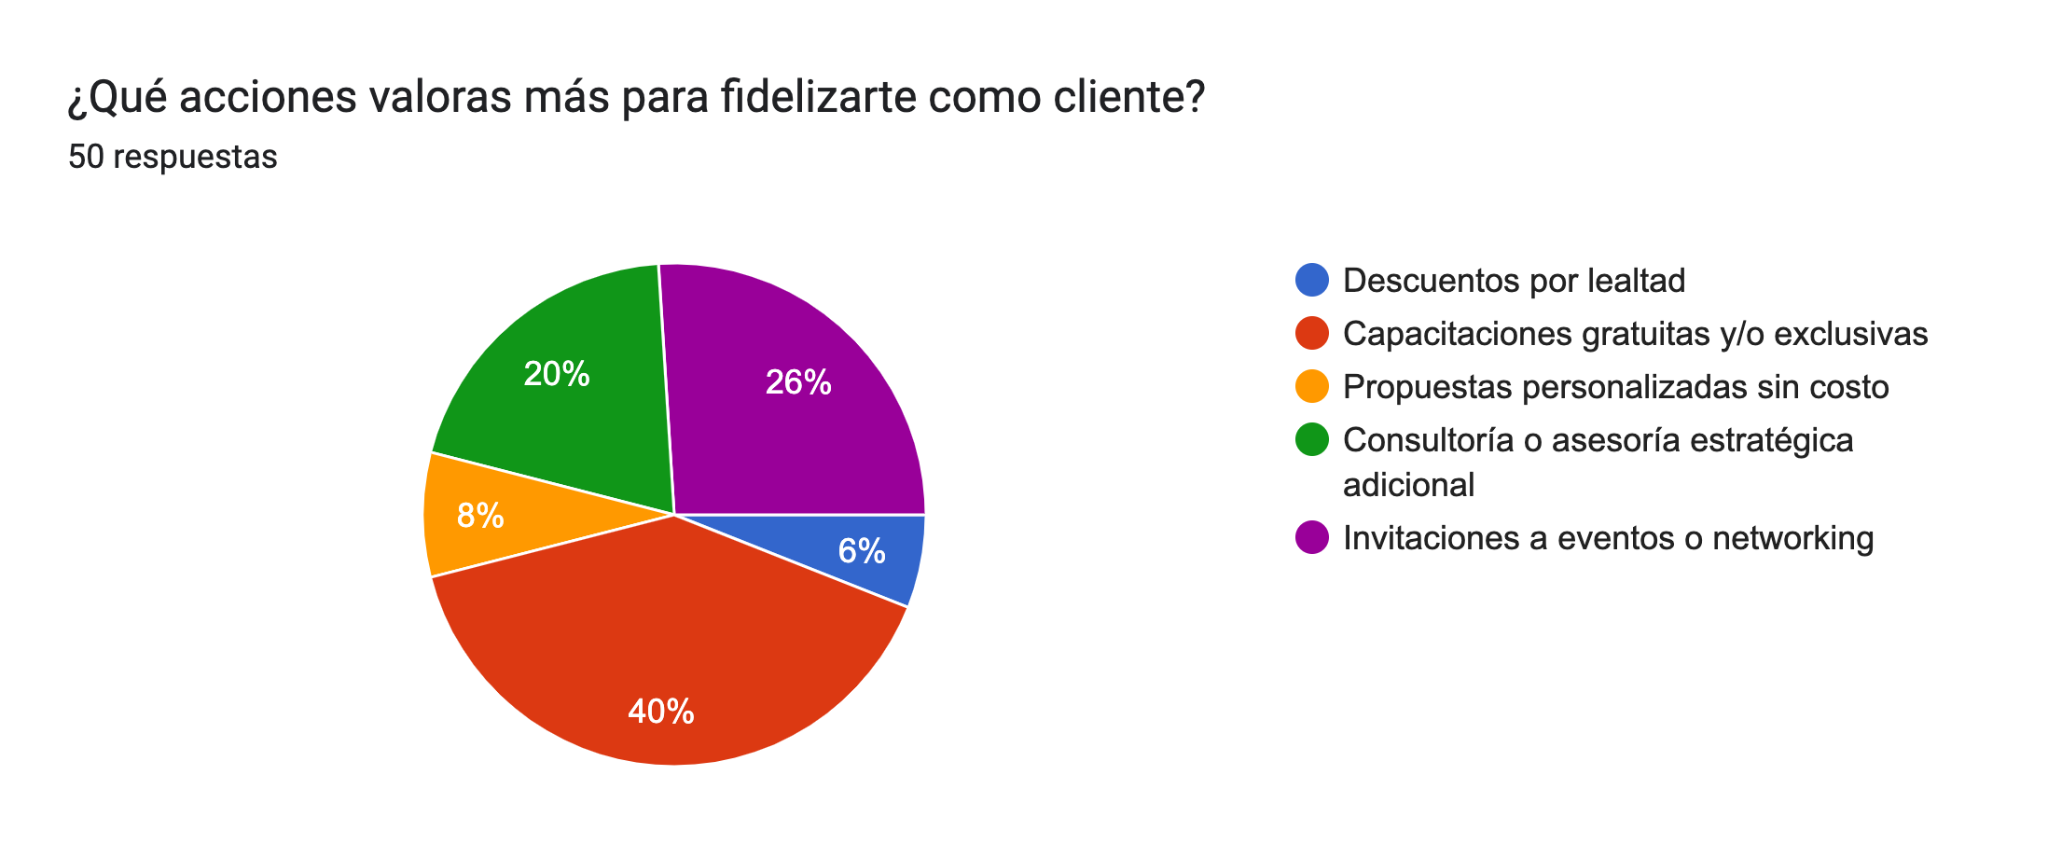 ¿Qué acciones valoras más para fidelizarte como cliente?
50 respuestas
26%
20%
8%
6%
40%
Descuentos por lealtad
Capacitaciones gratuitas y/o exclusivas
Propuestas personalizadas sin costo
Consultoría o asesoría estratégica
adicional
Invitaciones a eventos o networking